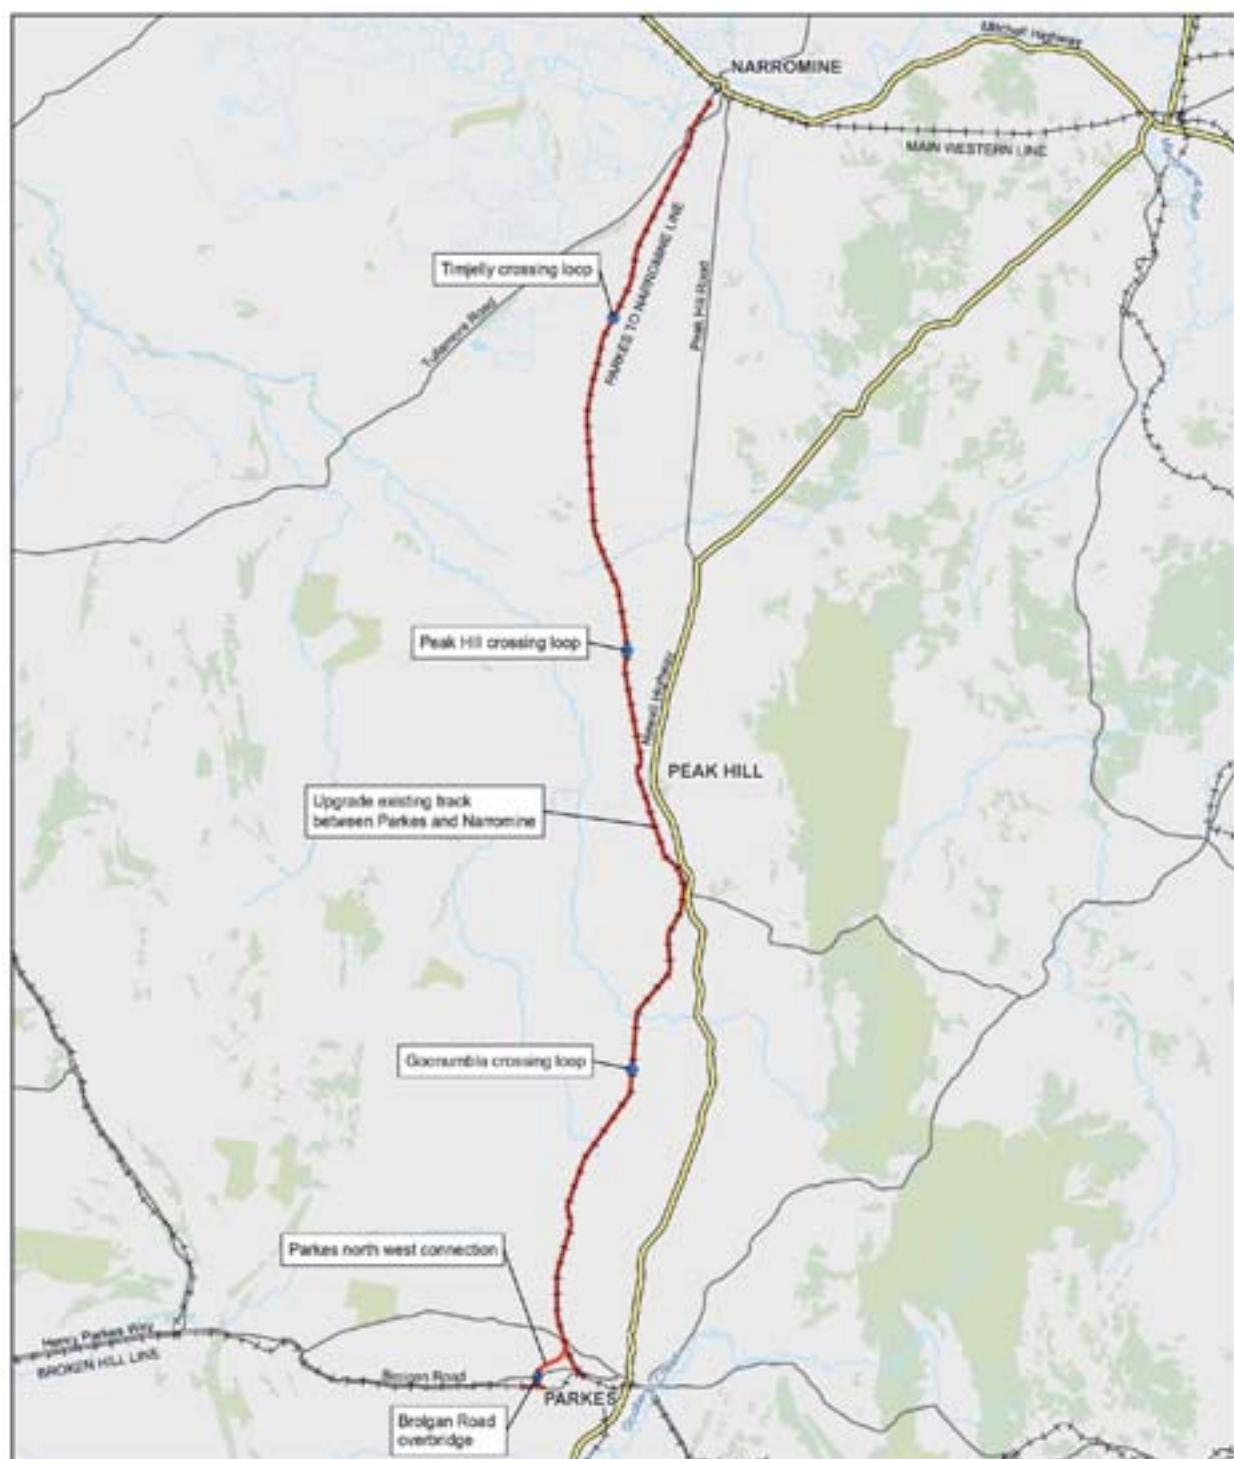 Mitchell Highway
NARROMINE
MAIN WESTERN LINE
Timjelly crossing loop
PARKES TO NARROMINE LINE
Peak Hill Road
Tullamore Road
Peak Hill crossing loop
Newell Highway
PEAK HILL
Upgrade existing track
between Parkes and Narromine
Goonumbla crossing loop
Parkes north west connection
Henry Parkes Way
BROKEN HILL LINE
Brolgan Road
PARKES
Brolgan Road
overbridge